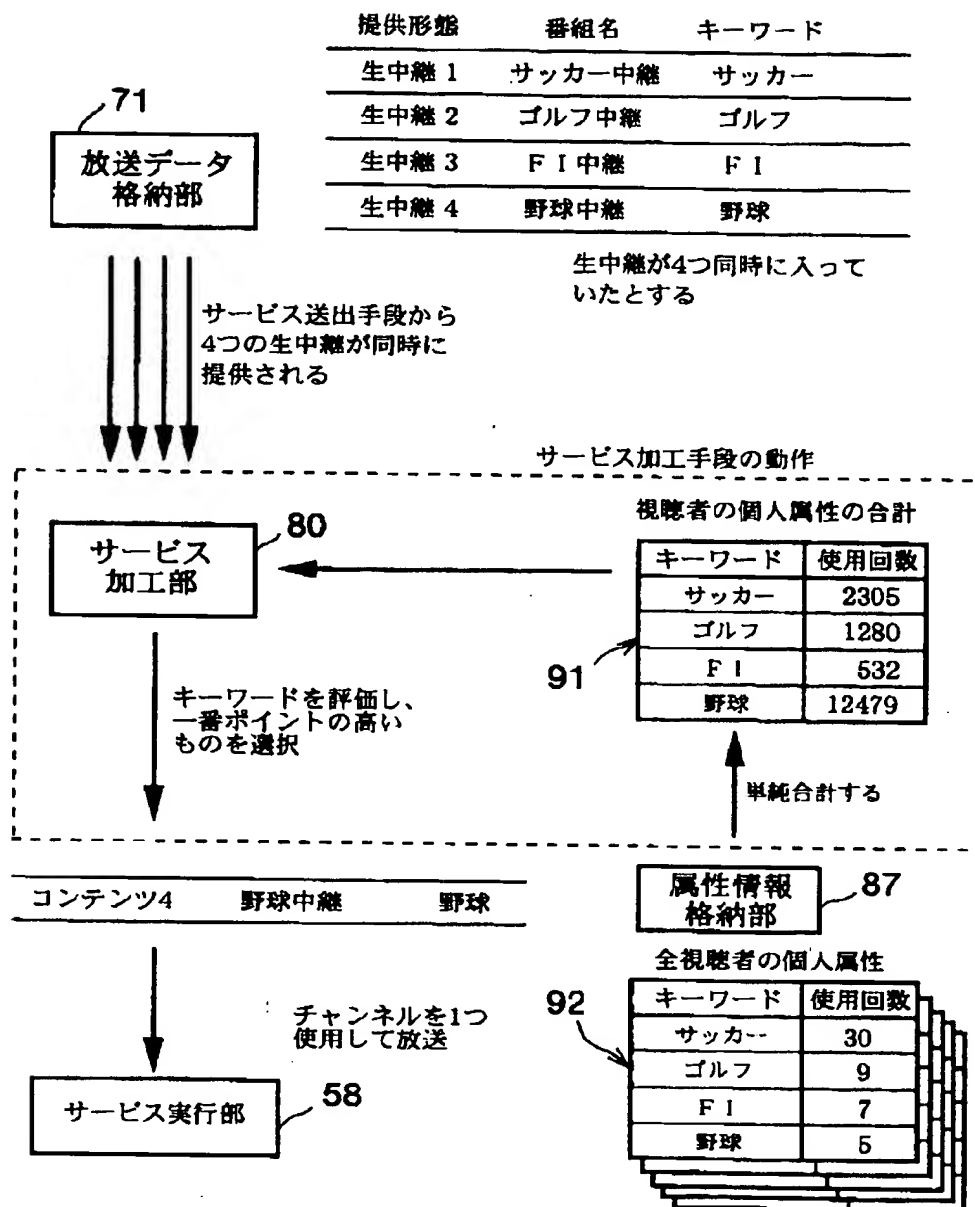 提供形態 番組名 キーワード
生中継 1 サッカー中継 サッカー
生中継 2 ゴルフ中継 ゴルフ
生中継 3 F I 中継 F I
生中継 4 野球中継 野球
71
放送データ
格納部
生中継が4つ同時に入って
いたとする
サービス送出手段から
4つの生中継が同時に
提供される
サービス加工手段の動作
80
サービス
加工部
視聴者の個人属性の合計
キーワード 使用回数
サッカー 2305
ゴルフ 1280
F I 532
野球 12479
91
キーワードを評価し、
一番ポイントの高い
ものを選択
単純合計する
コンテンツ4 野球中継 野球
属性情報
格納部
87
全視聴者の個人属性
92
キーワード 使用回数
サッカー 30
ゴルフ 9
F I 7
野球 5
チャンネルを1つ
使用して放送
サービス実行部
58